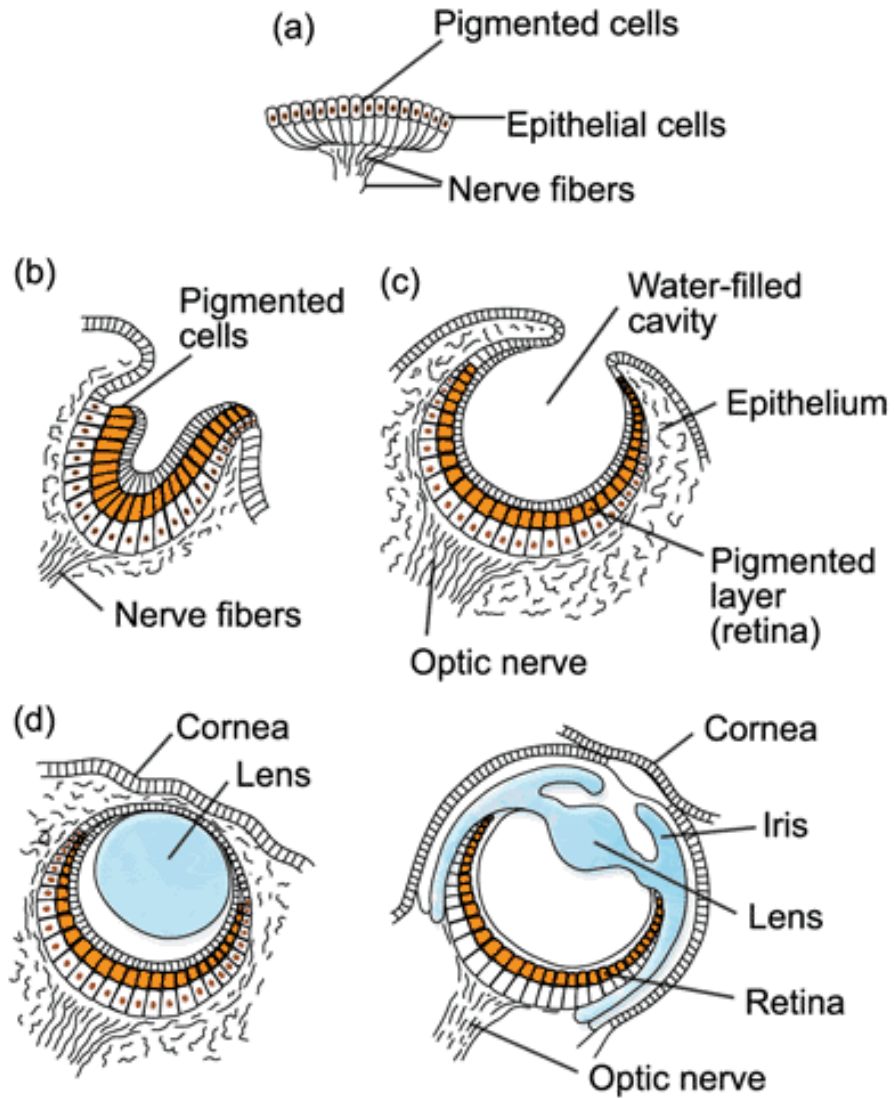 (a)
Pigmented cells
Epithelial cells
Nerve fibers
(b)
Pigmented
cells
Nerve fibers
(c)
Water-filled
cavity
Epithelium
Pigmented
layer
(retina)
Optic nerve
(d)
Cornea
Lens
Cornea
Iris
Lens
Retina
Optic nerve